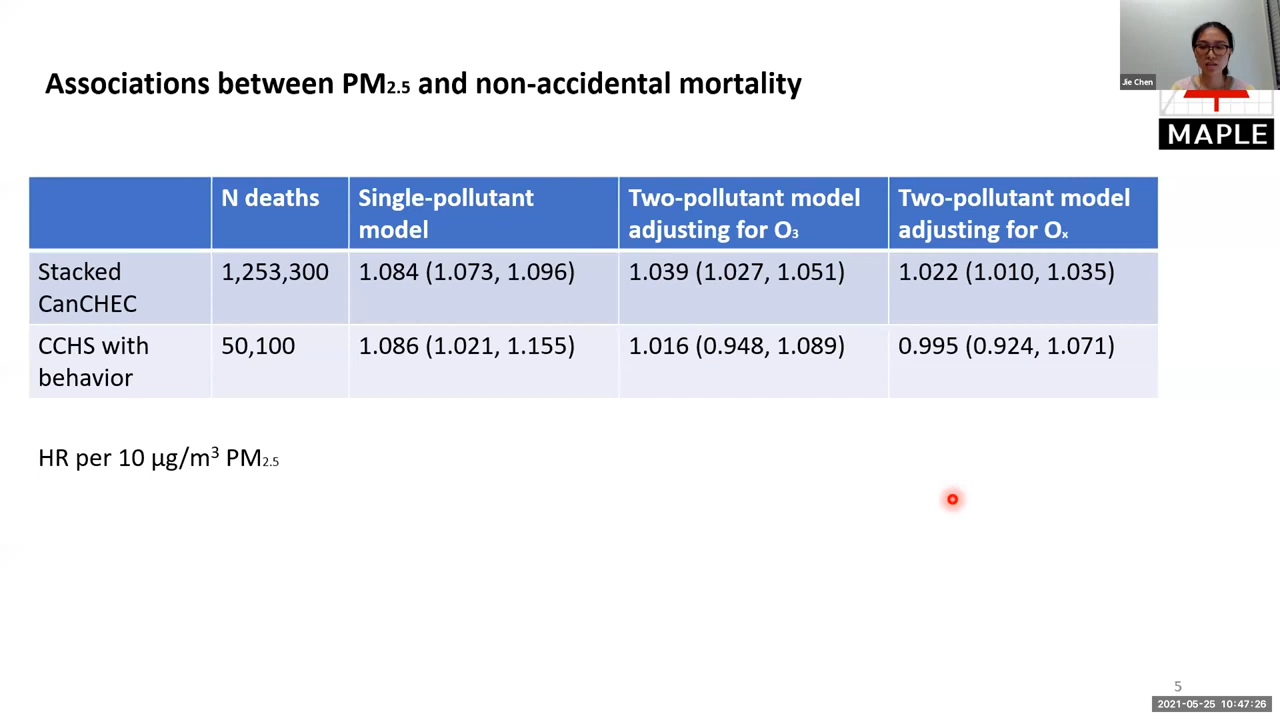 Jie Chen
Associations between PM2.5 and non-accidental mortality
MAPLE
N deaths
Single-pollutant
model
Two-pollutant model
adjusting for O3
Two-pollutant model
adjusting for Ox
Stacked
CanCHEC
1,253,300
1.084 (1.073, 1.096)
1.039 (1.027, 1.051)
1.022 (1.010, 1.035)
CCHS with
behavior
50,100
1.086 (1.021, 1.155)
1.016 (0.948, 1.089)
0.995 (0.924, 1.071)
HR per 10 µg/m³ PM2.5
5
2021-05-25 10:47:26